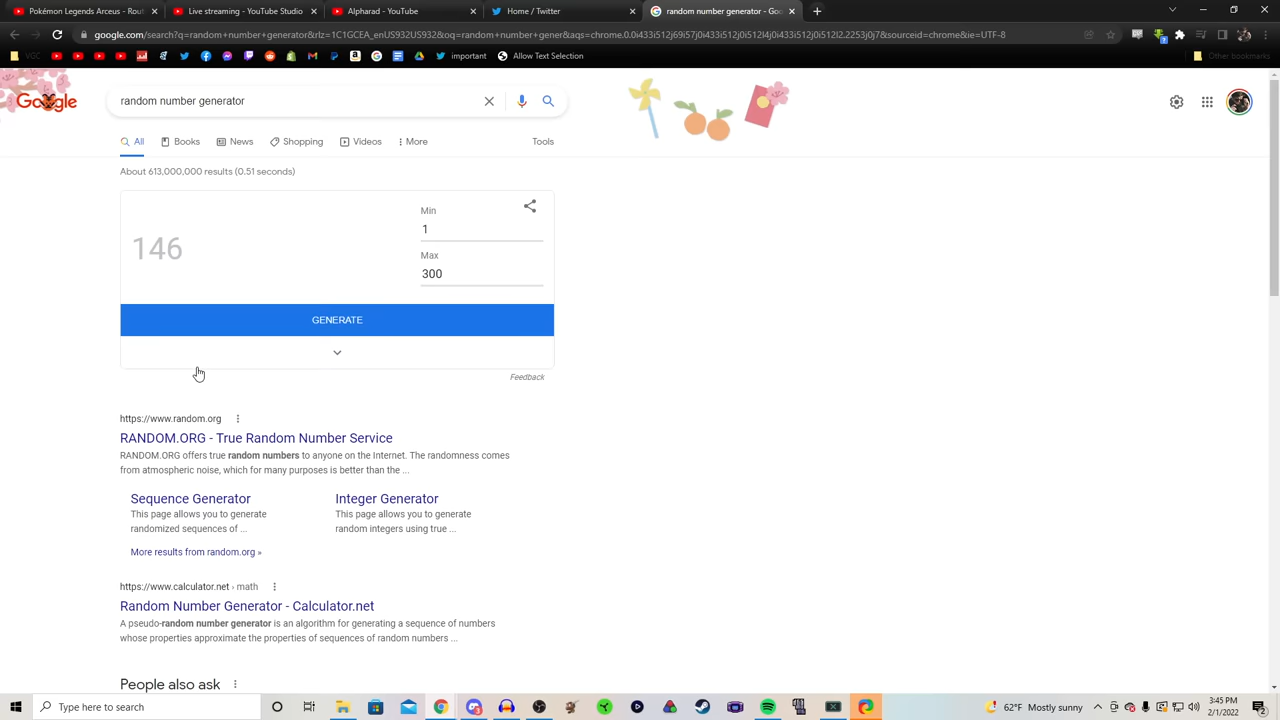 Pokémon Legends Arceus - Rout
Live streaming - YouTube Studio
Alpharad - YouTube
Home / Twitter
random number generator - Goo
google.com/search?q=random+number+generator&rlz=1C1GCEA_enUS932US932&oq=random+number+gener&aqs=chrome.0.0i433i512j69i57j0i433i512j0i433i512l4j0i433i512j0i512l2.2253j0j7&sourceid=chrome&ie=UTF-8
VGC
important
Allow Text Selection
Other bookmarks
Google
random number generator
All
Books
News
Shopping
Videos
More
Tools
About 613,000,000 results (0.51 seconds)
146
Min
1
Max
300
GENERATE
Feedback
https://www.random.org
RANDOM.ORG - True Random Number Service
RANDOM.ORG offers true random numbers to anyone on the Internet. The randomness comes
from atmospheric noise, which for many purposes is better than the ...
Sequence Generator
This page allows you to generate
randomized sequences of ...
Integer Generator
This page allows you to generate
random integers using true ...
More results from random.org »
https://www.calculator.net › math
Random Number Generator - Calculator.net
A pseudo-random number generator is an algorithm for generating a sequence of numbers
whose properties approximate the properties of sequences of random numbers ...
People also ask
Type here to search
62°F Mostly sunny
3:45 PM
2/1/2022